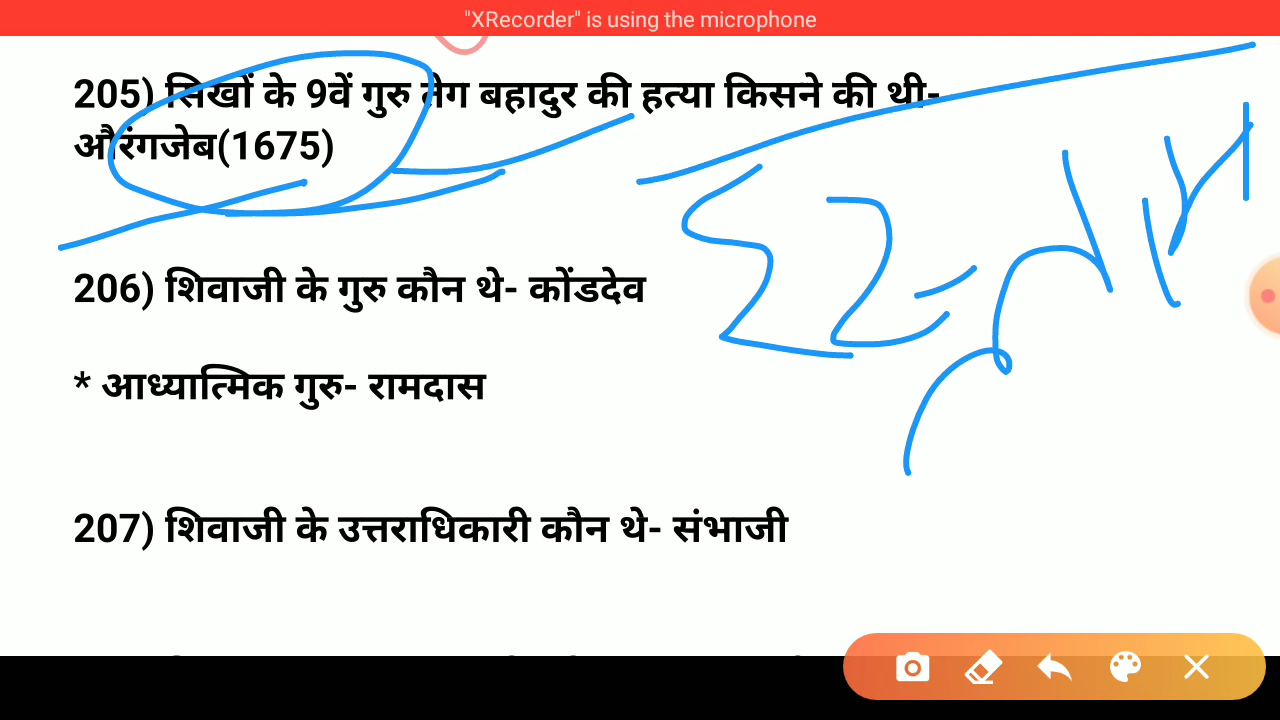 "XRecorder" is using the microphone
205) सिखों के 9वें गुरु तेग बहादुर की हत्या किसने की थी-
औरंगजेब(1675)
206) शिवाजी के गुरु कौन थे- कोंडदेव
* आध्यात्मिक गुरु- रामदास
207) शिवाजी के उत्तराधिकारी कौन थे- संभाजी